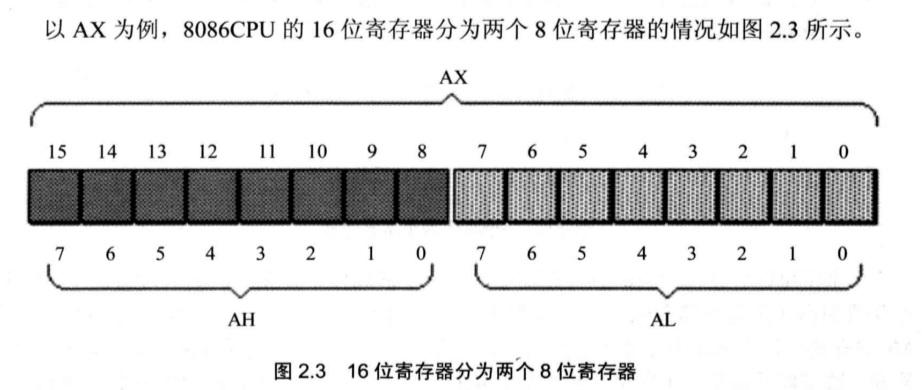 以 AX 为例，8086CPU 的 16 位寄存器分为两个 8 位寄存器的情况如图 2.3 所示。
AX
15 14 13 12 11 10 9 8 7 6 5 4 3 2 1 0
7 6 5 4 3 2 1 0 7 6 5 4 3 2 1 0
AH AL
图 2.3 16 位寄存器分为两个 8 位寄存器